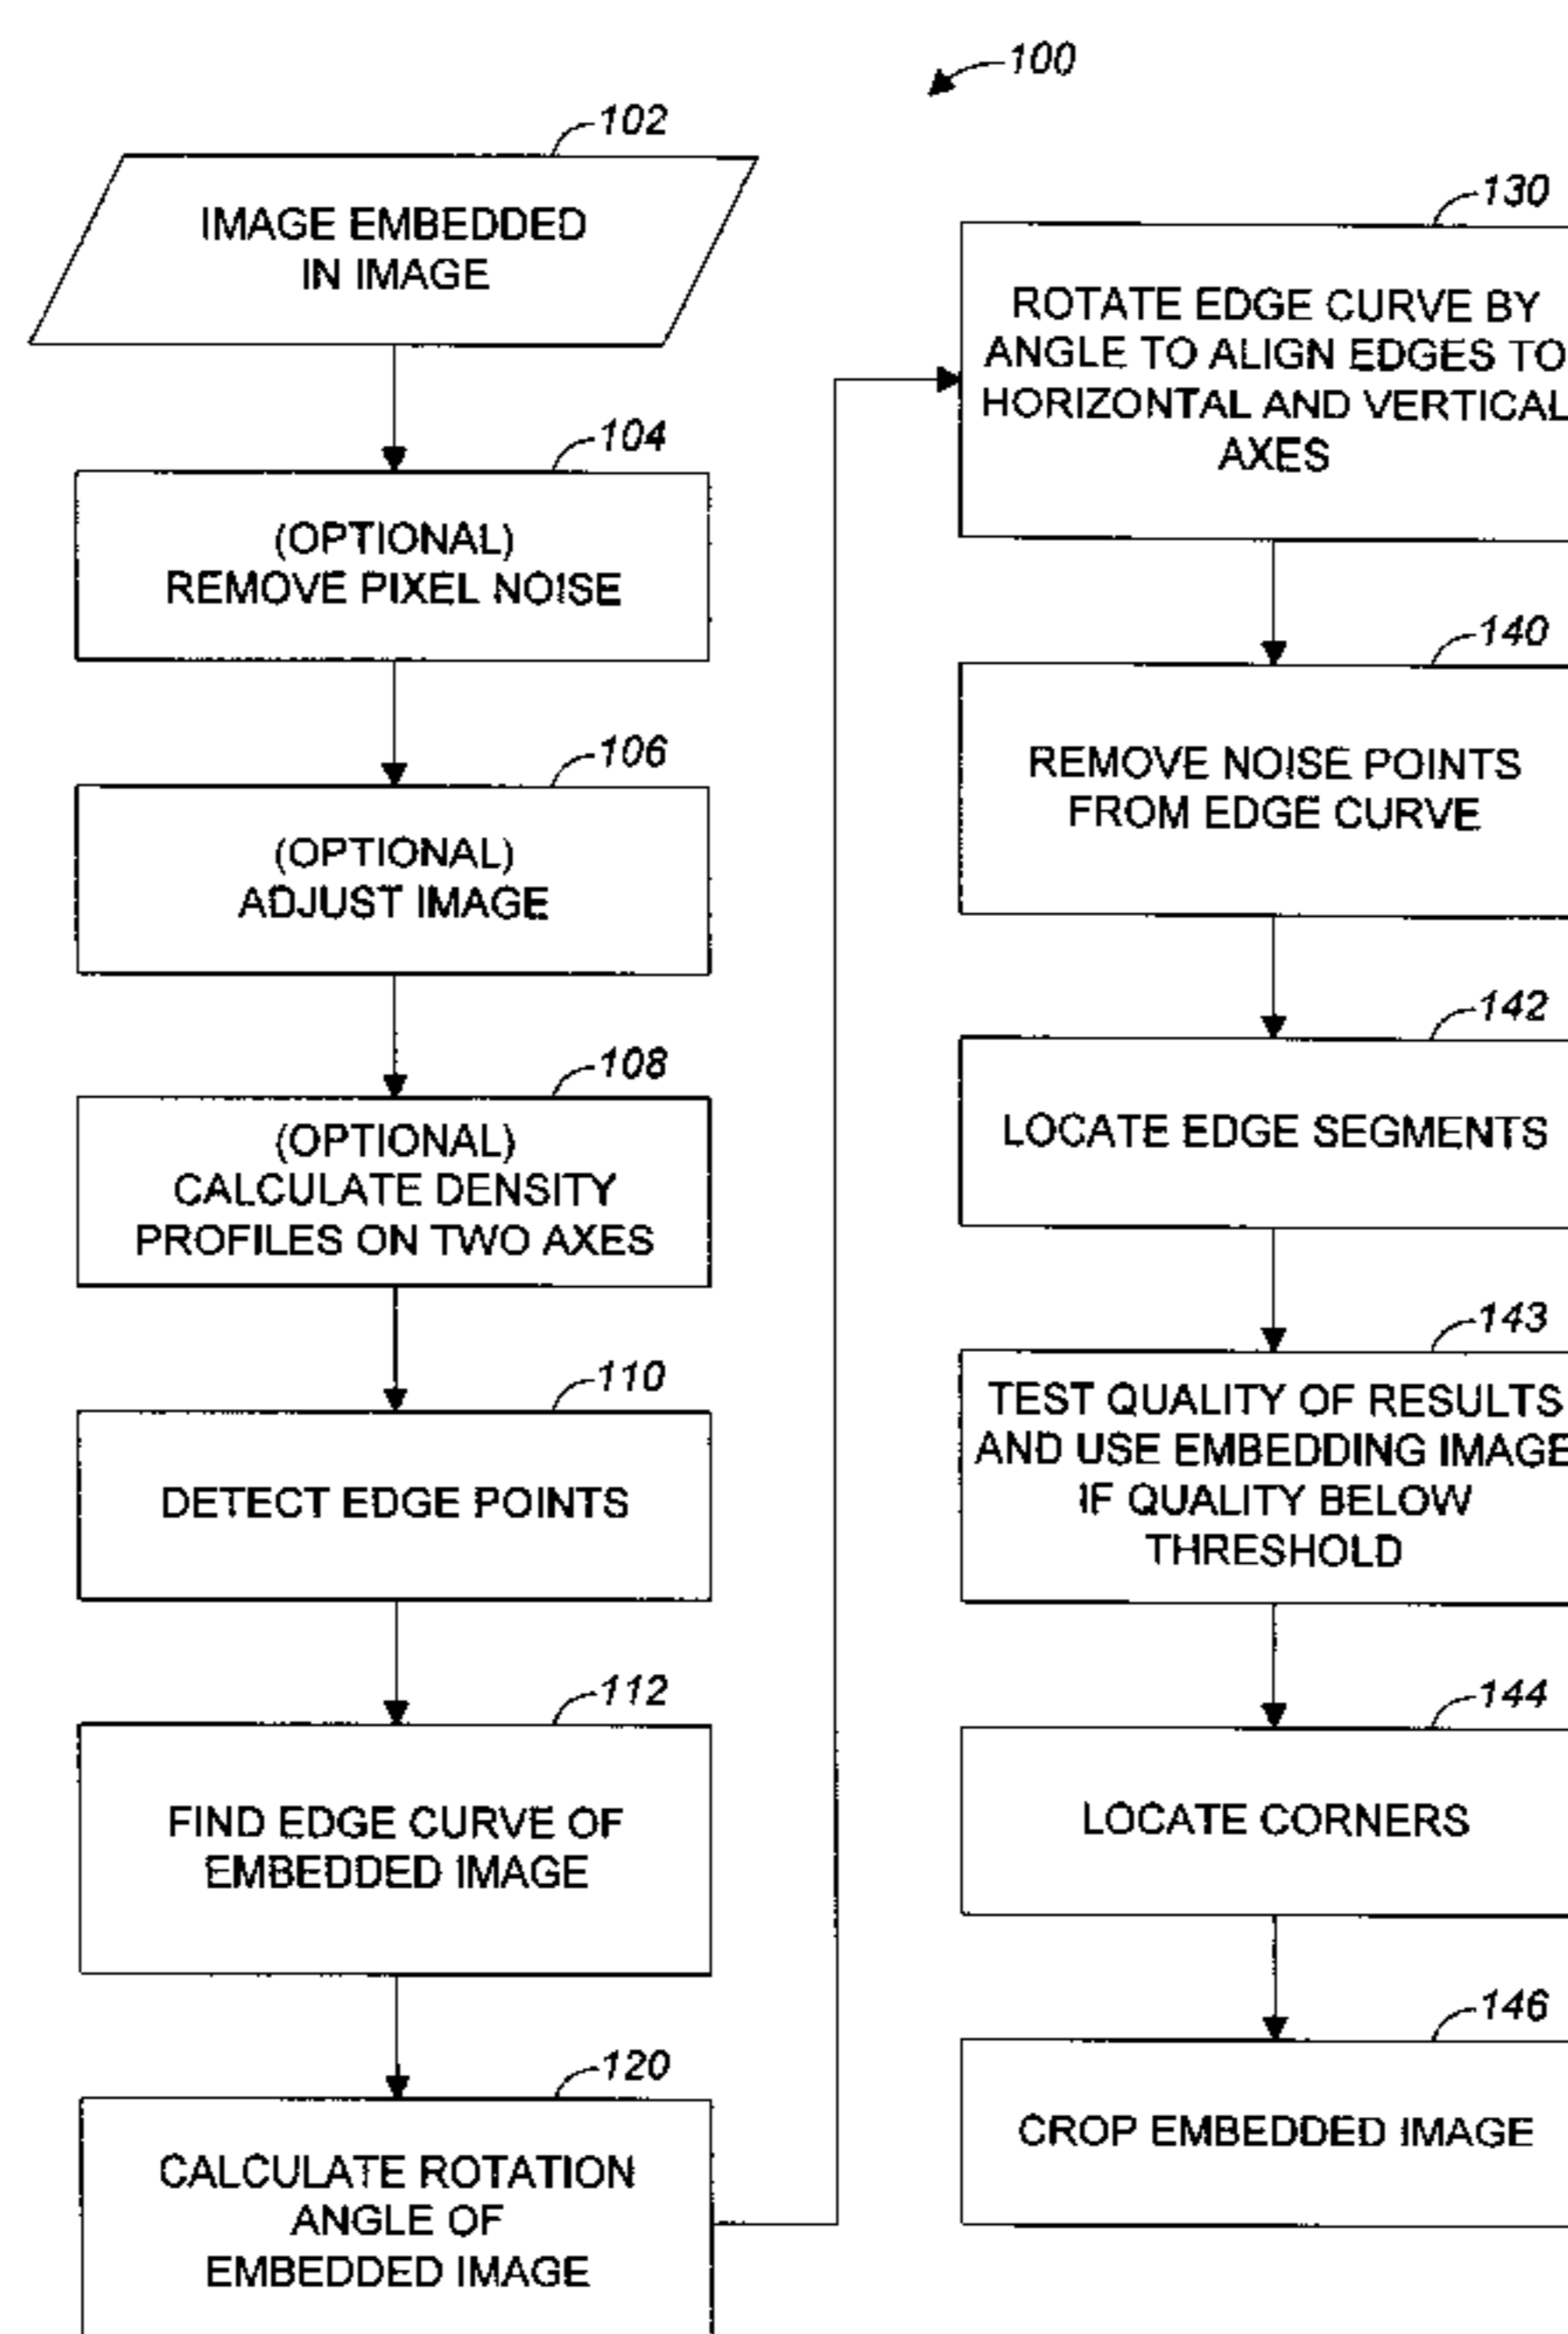 100
102
IMAGE EMBEDDED
IN IMAGE
104
(OPTIONAL)
REMOVE PIXEL NOISE
106
(OPTIONAL)
ADJUST IMAGE
108
(OPTIONAL)
CALCULATE DENSITY
PROFILES ON TWO AXES
110
DETECT EDGE POINTS
112
FIND EDGE CURVE OF
EMBEDDED IMAGE
120
CALCULATE ROTATION
ANGLE OF
EMBEDDED IMAGE
130
ROTATE EDGE CURVE BY
ANGLE TO ALIGN EDGES TO
HORIZONTAL AND VERTICAL
AXES
140
REMOVE NOISE POINTS
FROM EDGE CURVE
142
LOCATE EDGE SEGMENTS
143
TEST QUALITY OF RESULTS
AND USE EMBEDDING IMAGE
IF QUALITY BELOW
THRESHOLD
144
LOCATE CORNERS
146
CROP EMBEDDED IMAGE